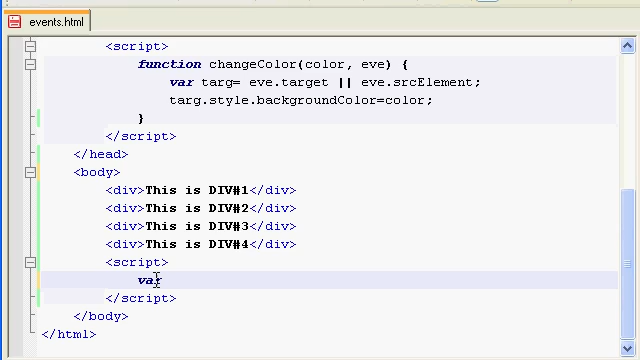 events.html
<script>
function changeColor(color, eve) {
var targ= eve.target || eve.srcElement;
targ.style.backgroundColor=color;
}
</script>
</head>
<body>
<div>This is DIV#1</div>
<div>This is DIV#2</div>
<div>This is DIV#3</div>
<div>This is DIV#4</div>
<script>
var
</script>
</body>
</html>